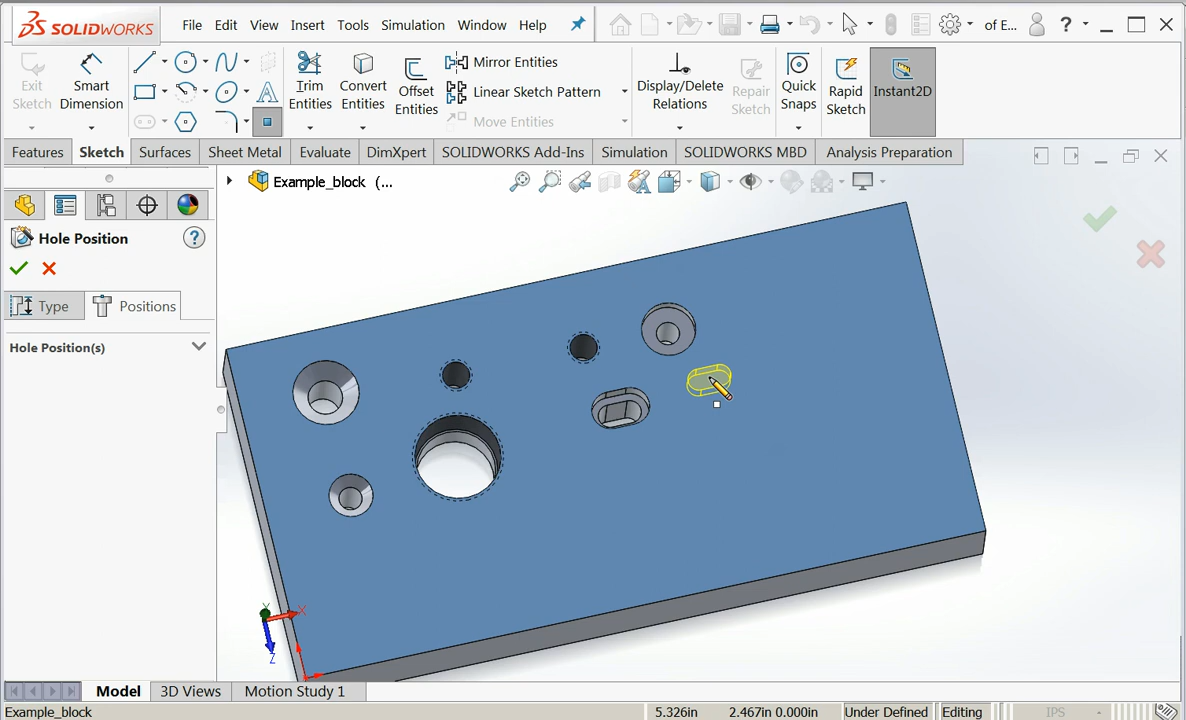 SOLIDWORKS File Edit View Insert Tools Simulation Window Help of E... ?
Exit Sketch
Smart Dimension
Trim Entities
Convert Entities
Offset Entities
Mirror Entities
Linear Sketch Pattern
Move Entities
Display/Delete Relations
Repair Sketch
Quick Snaps
Rapid Sketch
Instant2D
Features Sketch Surfaces Sheet Metal Evaluate DimXpert SOLIDWORKS Add-Ins Simulation SOLIDWORKS MBD Analysis Preparation
Example_block (...
Hole Position ?
Type Positions
Hole Position(s)
Y
X
Z
Model 3D Views Motion Study 1
Example_block 5.326in 2.467in 0.000in Under Defined Editing IPS